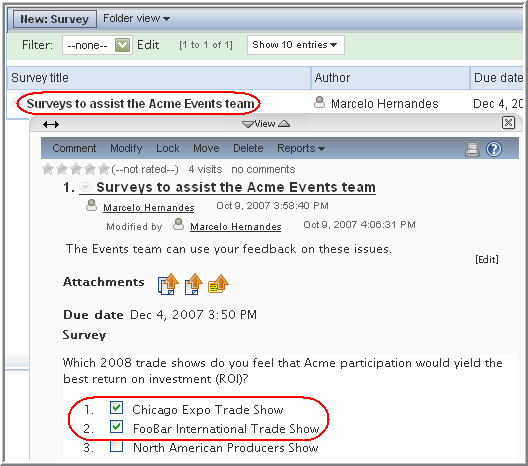 New: Survey Folder view
Filter: --none-- Edit [1 to 1 of 1] Show 10 entries
Survey title Author Due date
Surveys to assist the Acme Events team Marcelo Hernandes Dec 4, 20
View
Comment Modify Lock Move Delete Reports ?
(--not rated--) 4 visits no comments
1. Surveys to assist the Acme Events team
Marcelo Hernandes Oct 9, 2007 3:58:40 PM
Modified by Marcelo Hernandes Oct 9, 2007 4:06:31 PM
The Events team can use your feedback on these issues.
[Edit]
Attachments
Due date Dec 4, 2007 3:50 PM
Survey
Which 2008 trade shows do you feel that Acme participation would yield the
best return on investment (ROI)?
1. Chicago Expo Trade Show
2. FooBar International Trade Show
3. North American Producers Show